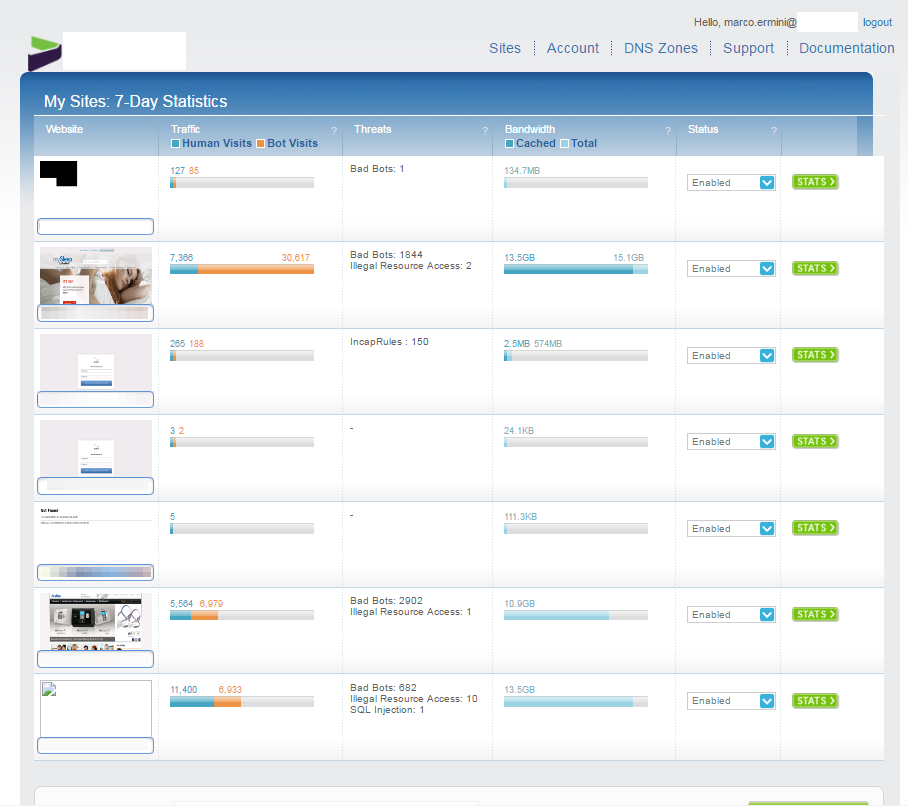 Hello, marco.ermini@
logout
Sites
Account
DNS Zones
Support
Documentation
My Sites: 7-Day Statistics
Website
Traffic
?
Threats
?
Bandwidth
?
Status
?
Human Visits
Bot Visits
Cached
Total
127 85
Bad Bots: 1
134.7MB
Enabled
STATS
7,366
30,617
Bad Bots: 1844
Illegal Resource Access: 2
13.5GB
15.1GB
Enabled
STATS
265 188
IncapRules : 150
2.5MB 574MB
Enabled
STATS
3 2
-
24.1KB
Enabled
STATS
Not Found
5
-
111.3KB
Enabled
STATS
5,564 6,979
Bad Bots: 2902
Illegal Resource Access: 1
10.9GB
Enabled
STATS
11,400
6,933
Bad Bots: 682
Illegal Resource Access: 10
SQL Injection: 1
13.5GB
Enabled
STATS